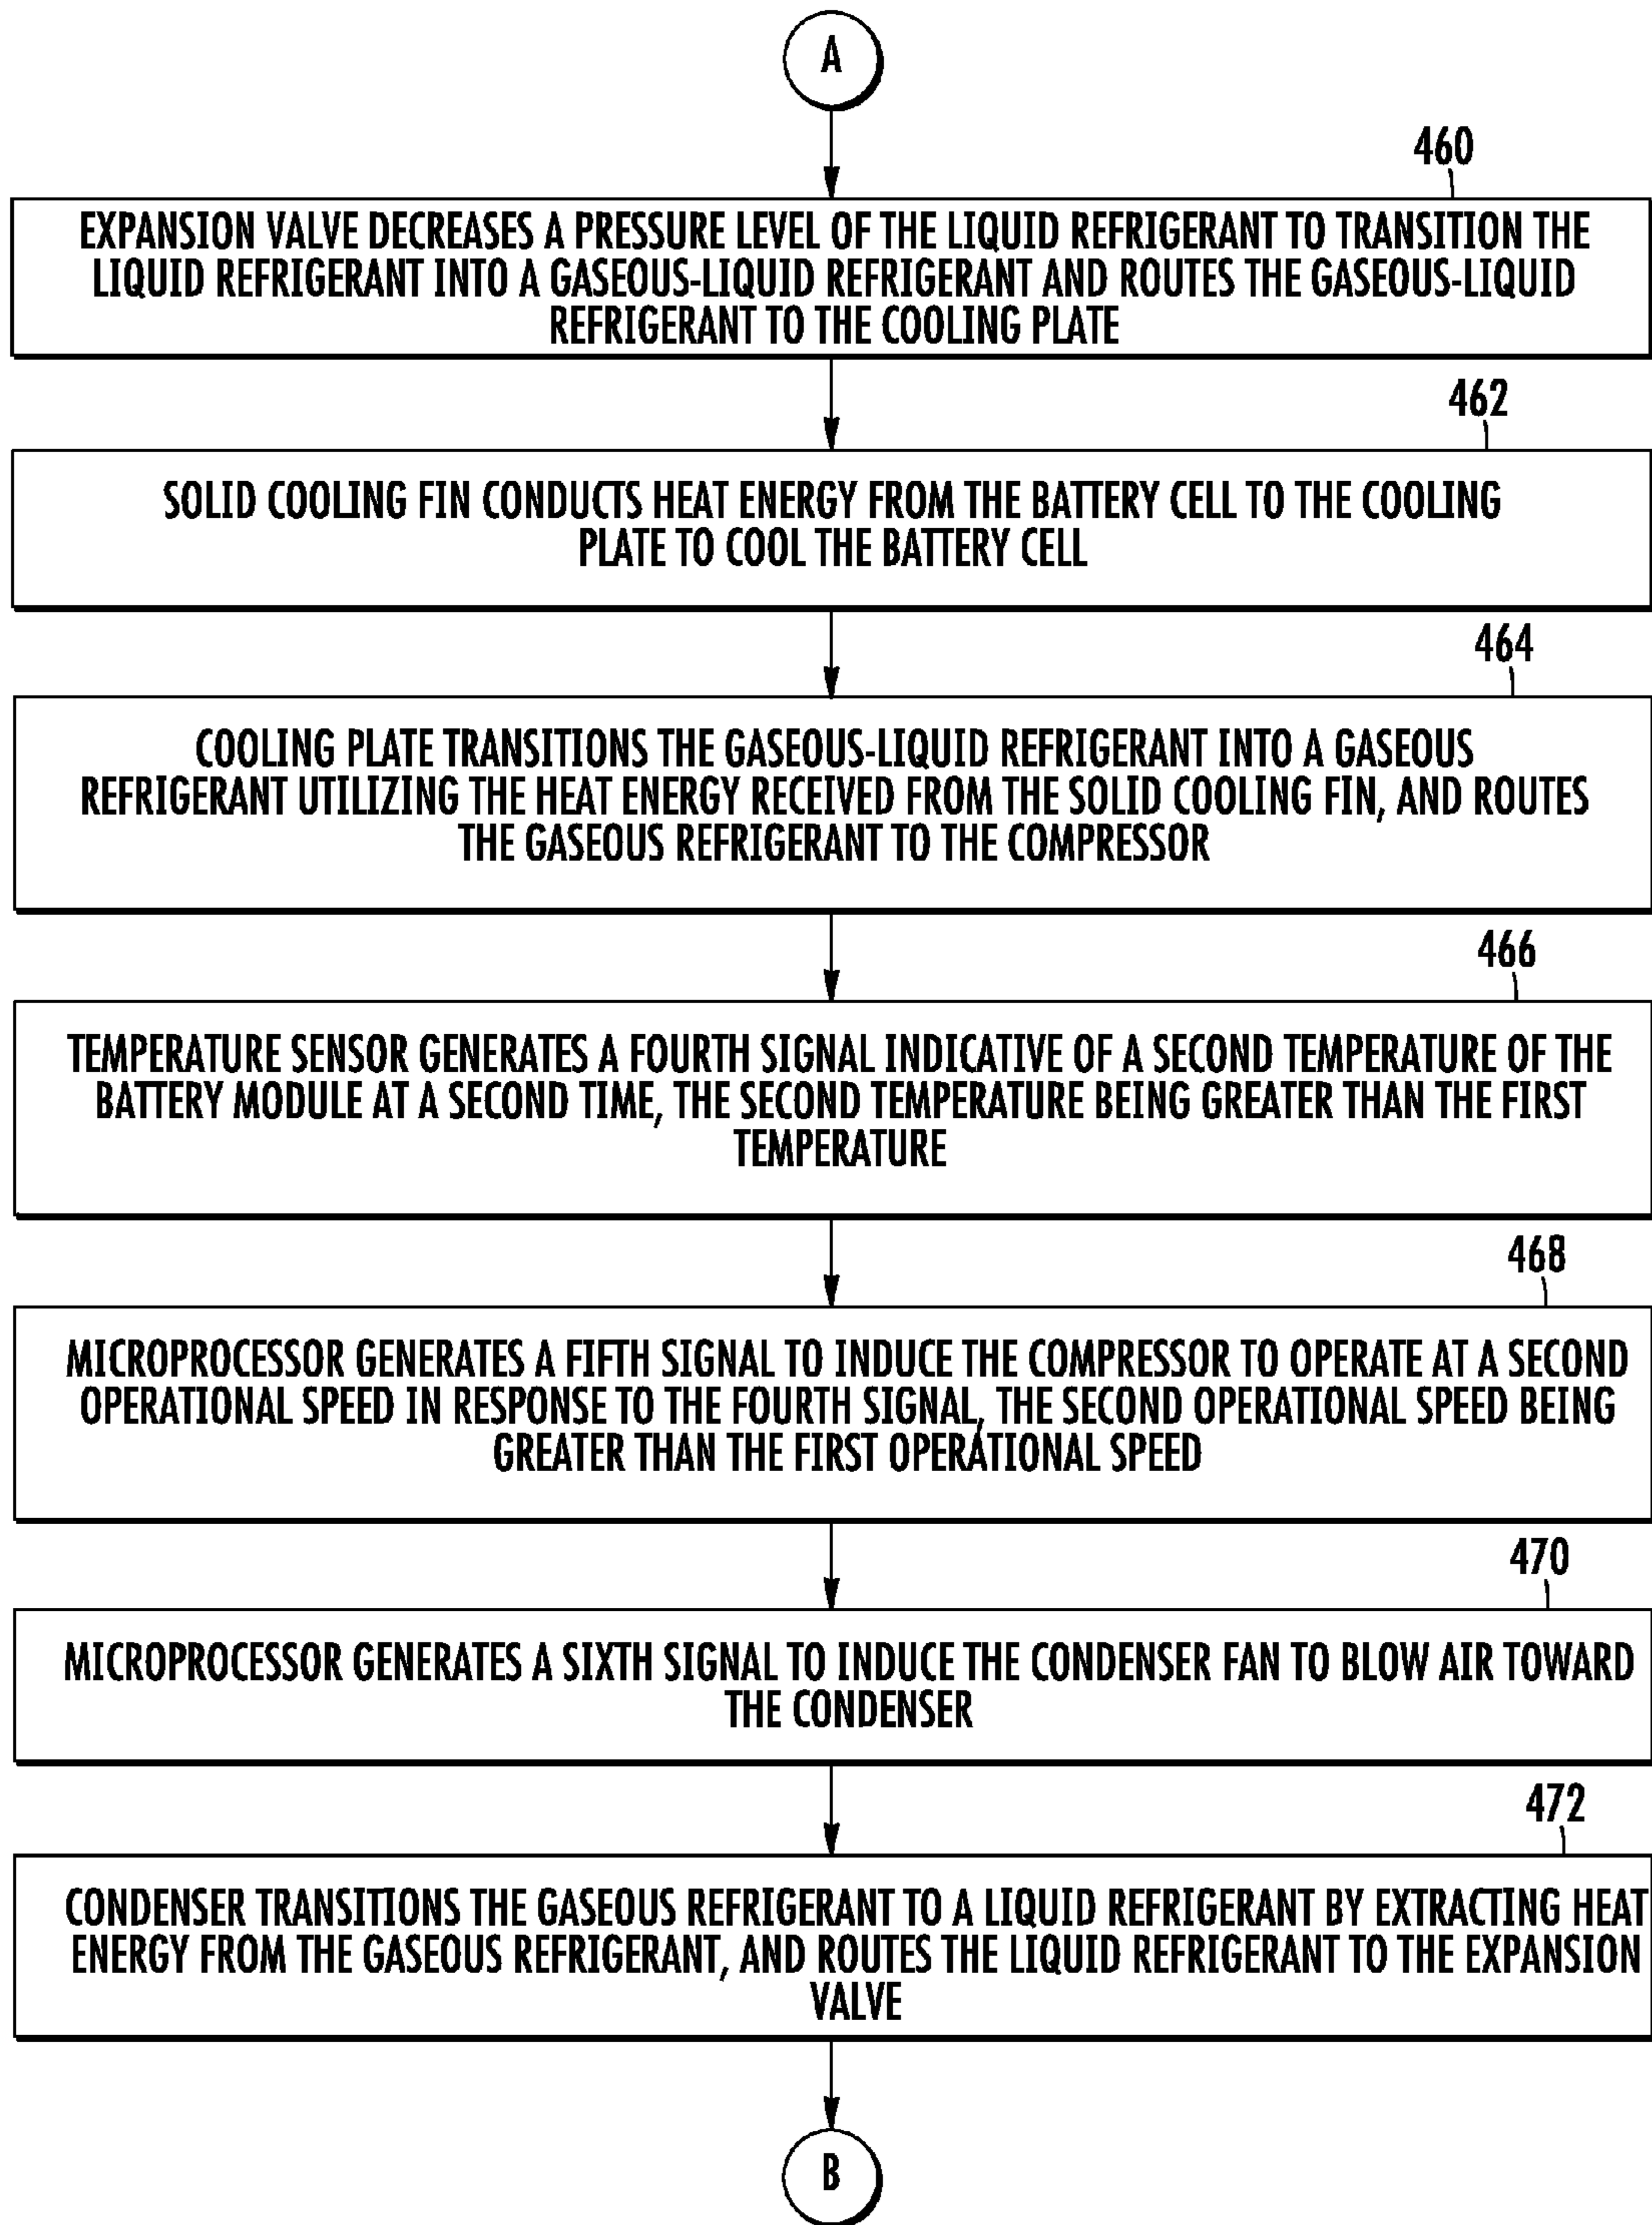 A
460
EXPANSION VALVE DECREASES A PRESSURE LEVEL OF THE LIQUID REFRIGERANT TO TRANSITION THE
LIQUID REFRIGERANT INTO A GASEOUS-LIQUID REFRIGERANT AND ROUTES THE GASEOUS-LIQUID
REFRIGERANT TO THE COOLING PLATE
462
SOLID COOLING FIN CONDUCTS HEAT ENERGY FROM THE BATTERY CELL TO THE COOLING
PLATE TO COOL THE BATTERY CELL
464
COOLING PLATE TRANSITIONS THE GASEOUS-LIQUID REFRIGERANT INTO A GASEOUS
REFRIGERANT UTILIZING THE HEAT ENERGY RECEIVED FROM THE SOLID COOLING FIN, AND ROUTES
THE GASEOUS REFRIGERANT TO THE COMPRESSOR
466
TEMPERATURE SENSOR GENERATES A FOURTH SIGNAL INDICATIVE OF A SECOND TEMPERATURE OF THE
BATTERY MODULE AT A SECOND TIME, THE SECOND TEMPERATURE BEING GREATER THAN THE FIRST
TEMPERATURE
468
MICROPROCESSOR GENERATES A FIFTH SIGNAL TO INDUCE THE COMPRESSOR TO OPERATE AT A SECOND
OPERATIONAL SPEED IN RESPONSE TO THE FOURTH SIGNAL, THE SECOND OPERATIONAL SPEED BEING
GREATER THAN THE FIRST OPERATIONAL SPEED
470
MICROPROCESSOR GENERATES A SIXTH SIGNAL TO INDUCE THE CONDENSER FAN TO BLOW AIR TOWARD
THE CONDENSER
472
CONDENSER TRANSITIONS THE GASEOUS REFRIGERANT TO A LIQUID REFRIGERANT BY EXTRACTING HEAT
ENERGY FROM THE GASEOUS REFRIGERANT, AND ROUTES THE LIQUID REFRIGERANT TO THE EXPANSION
VALVE
B